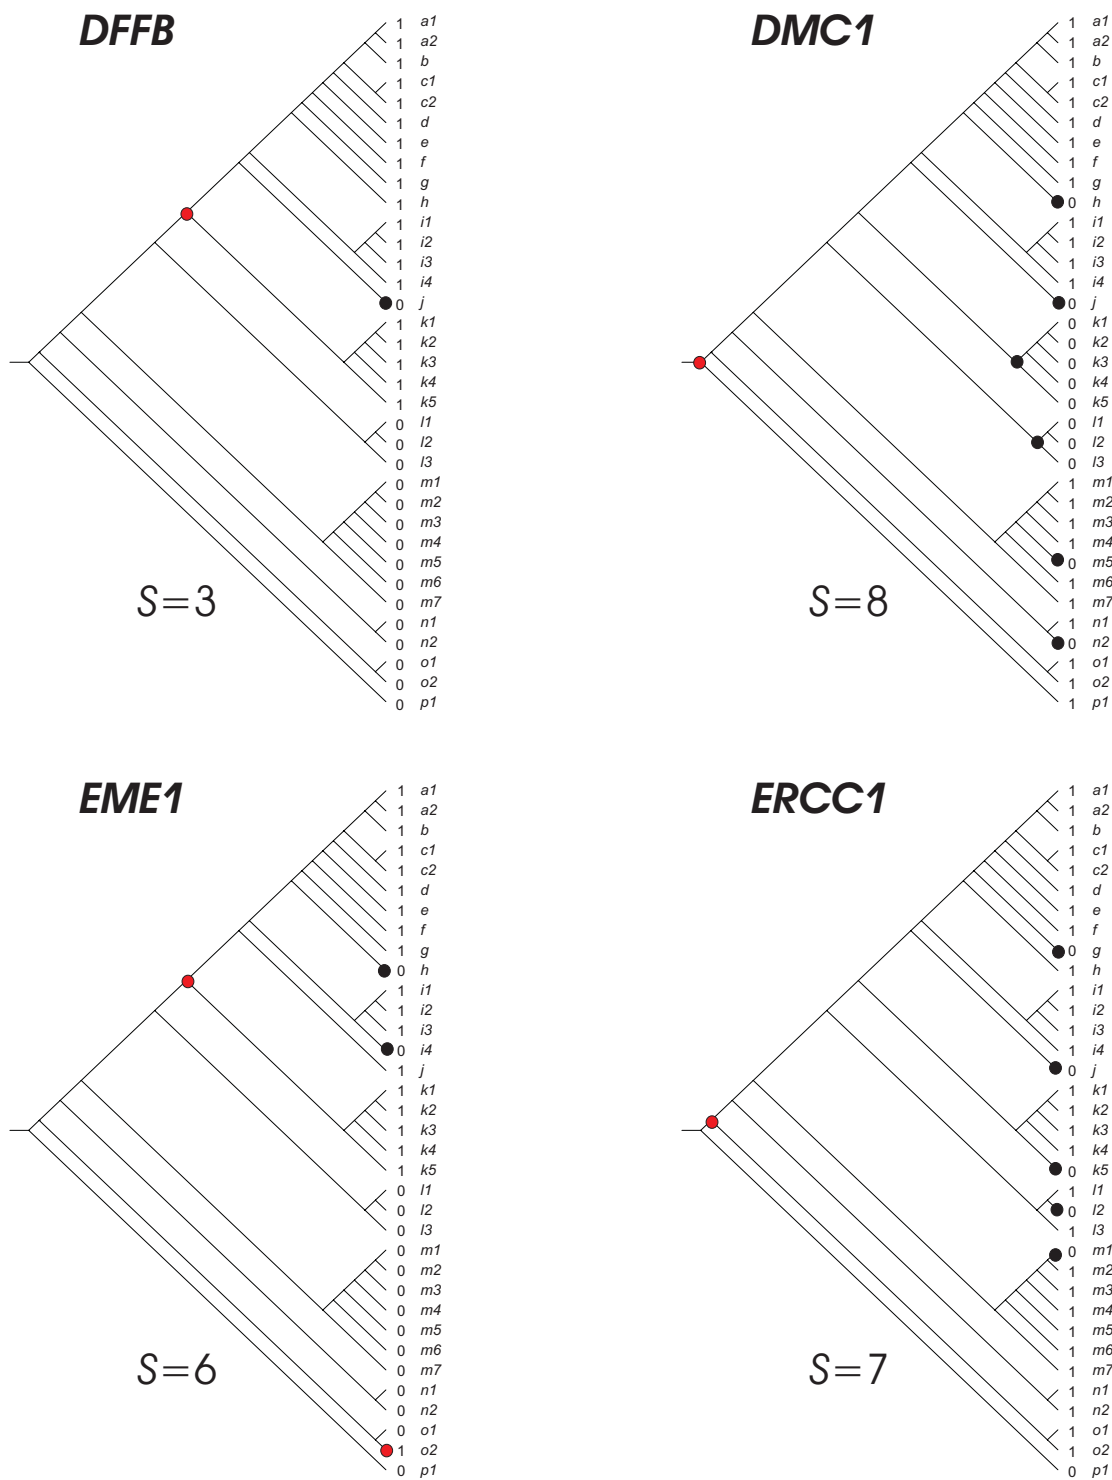 DFFB
1 a1
1 a2
1 b
1 c1
1 c2
1 d
1 e
1 f
1 g
1 h
1 i1
1 i2
1 i3
1 i4
0 j
1 k1
1 k2
1 k3
1 k4
1 k5
0 l1
0 l2
0 l3
0 m1
0 m2
0 m3
0 m4
0 m5
0 m6
0 m7
0 n1
0 n2
0 o1
0 o2
0 p1
S=3
DMC1
1 a1
1 a2
1 b
1 c1
1 c2
1 d
1 e
1 f
1 g
0 h
1 i1
1 i2
1 i3
1 i4
0 j
0 k1
0 k2
0 k3
0 k4
0 k5
0 l1
0 l2
0 l3
1 m1
1 m2
1 m3
1 m4
0 m5
1 m6
1 m7
1 n1
0 n2
1 o1
1 o2
1 p1
S=8
EME1
1 a1
1 a2
1 b
1 c1
1 c2
1 d
1 e
1 f
1 g
0 h
1 i1
1 i2
1 i3
0 i4
1 j
1 k1
1 k2
1 k3
1 k4
1 k5
0 l1
0 l2
0 l3
0 m1
0 m2
0 m3
0 m4
0 m5
0 m6
0 m7
0 n1
0 n2
0 o1
1 o2
0 p1
S=6
ERCC1
1 a1
1 a2
1 b
1 c1
1 c2
1 d
1 e
1 f
0 g
1 h
1 i1
1 i2
1 i3
1 i4
0 j
1 k1
1 k2
1 k3
1 k4
0 k5
1 l1
0 l2
1 l3
0 m1
1 m2
1 m3
1 m4
1 m5
1 m6
1 m7
1 n1
1 n2
1 o1
1 o2
1 p1
S=7